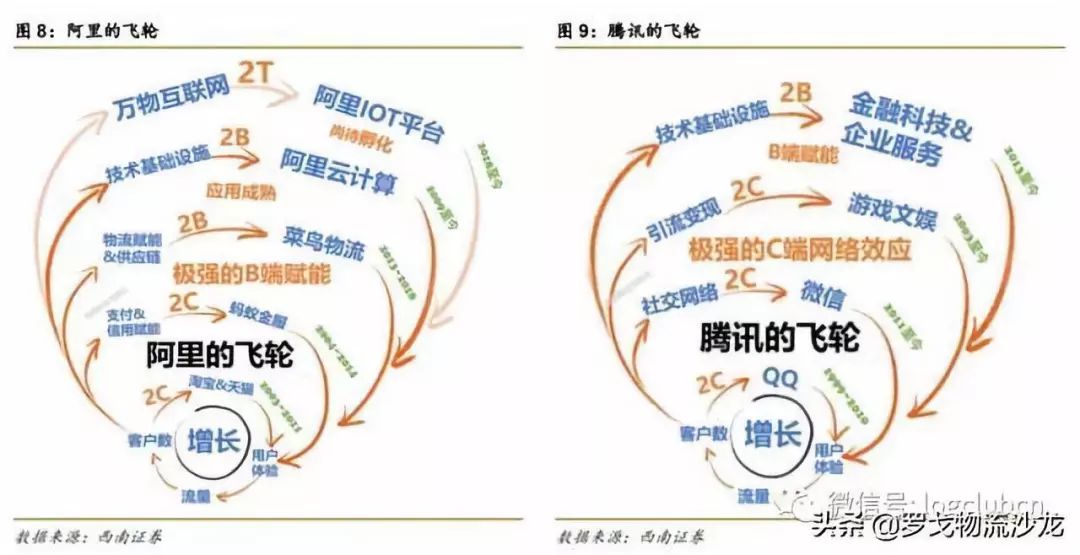 图 8：阿里的飞轮
2T
万物互联网
阿里IOT平台
尚待孵化
2B
技术基础设施
阿里云计算
应用成熟
2018至今
2009至今
2B
物流赋能
&供应链
菜鸟物流
2013-2018
极强的B端赋能
2C
支付&
信用赋能
蚂蚁金服
2004-2014
阿里的飞轮
2C
淘宝&天猫
2003-2011
客户数
增长
用户
体验
流量
数据来源：西南证券
图 9：腾讯的飞轮
2B
技术基础设施
金融科技&
企业服务
B端赋能
2013至今
2C
引流变现
游戏文娱
2003至今
极强的C端网络效应
2C
社交网络
微信
2011至今
腾讯的飞轮
2C
QQ
1999-2010
客户数
增长
用户
体验
流量
数据来源：西南证券
微信号:logclubcn
头条 @罗戈物流沙龙